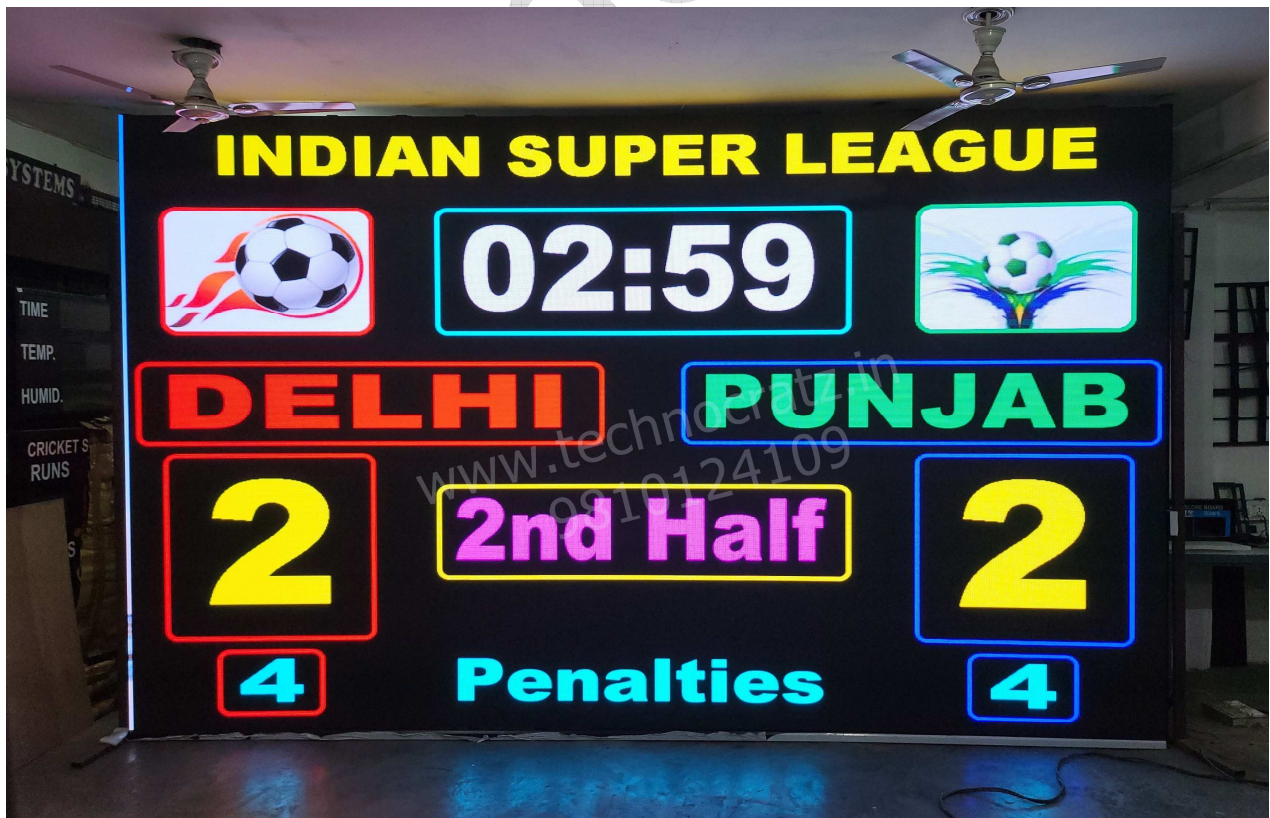 INDIAN SUPER LEAGUE
02:59
DELHI
PUNJAB
2
2nd Half
2
4
Penalties
4
www.technocratz.in
9810124109
YSTEMS
TIME
TEMP.
HUMID.
CRICKET S
RUNS
S